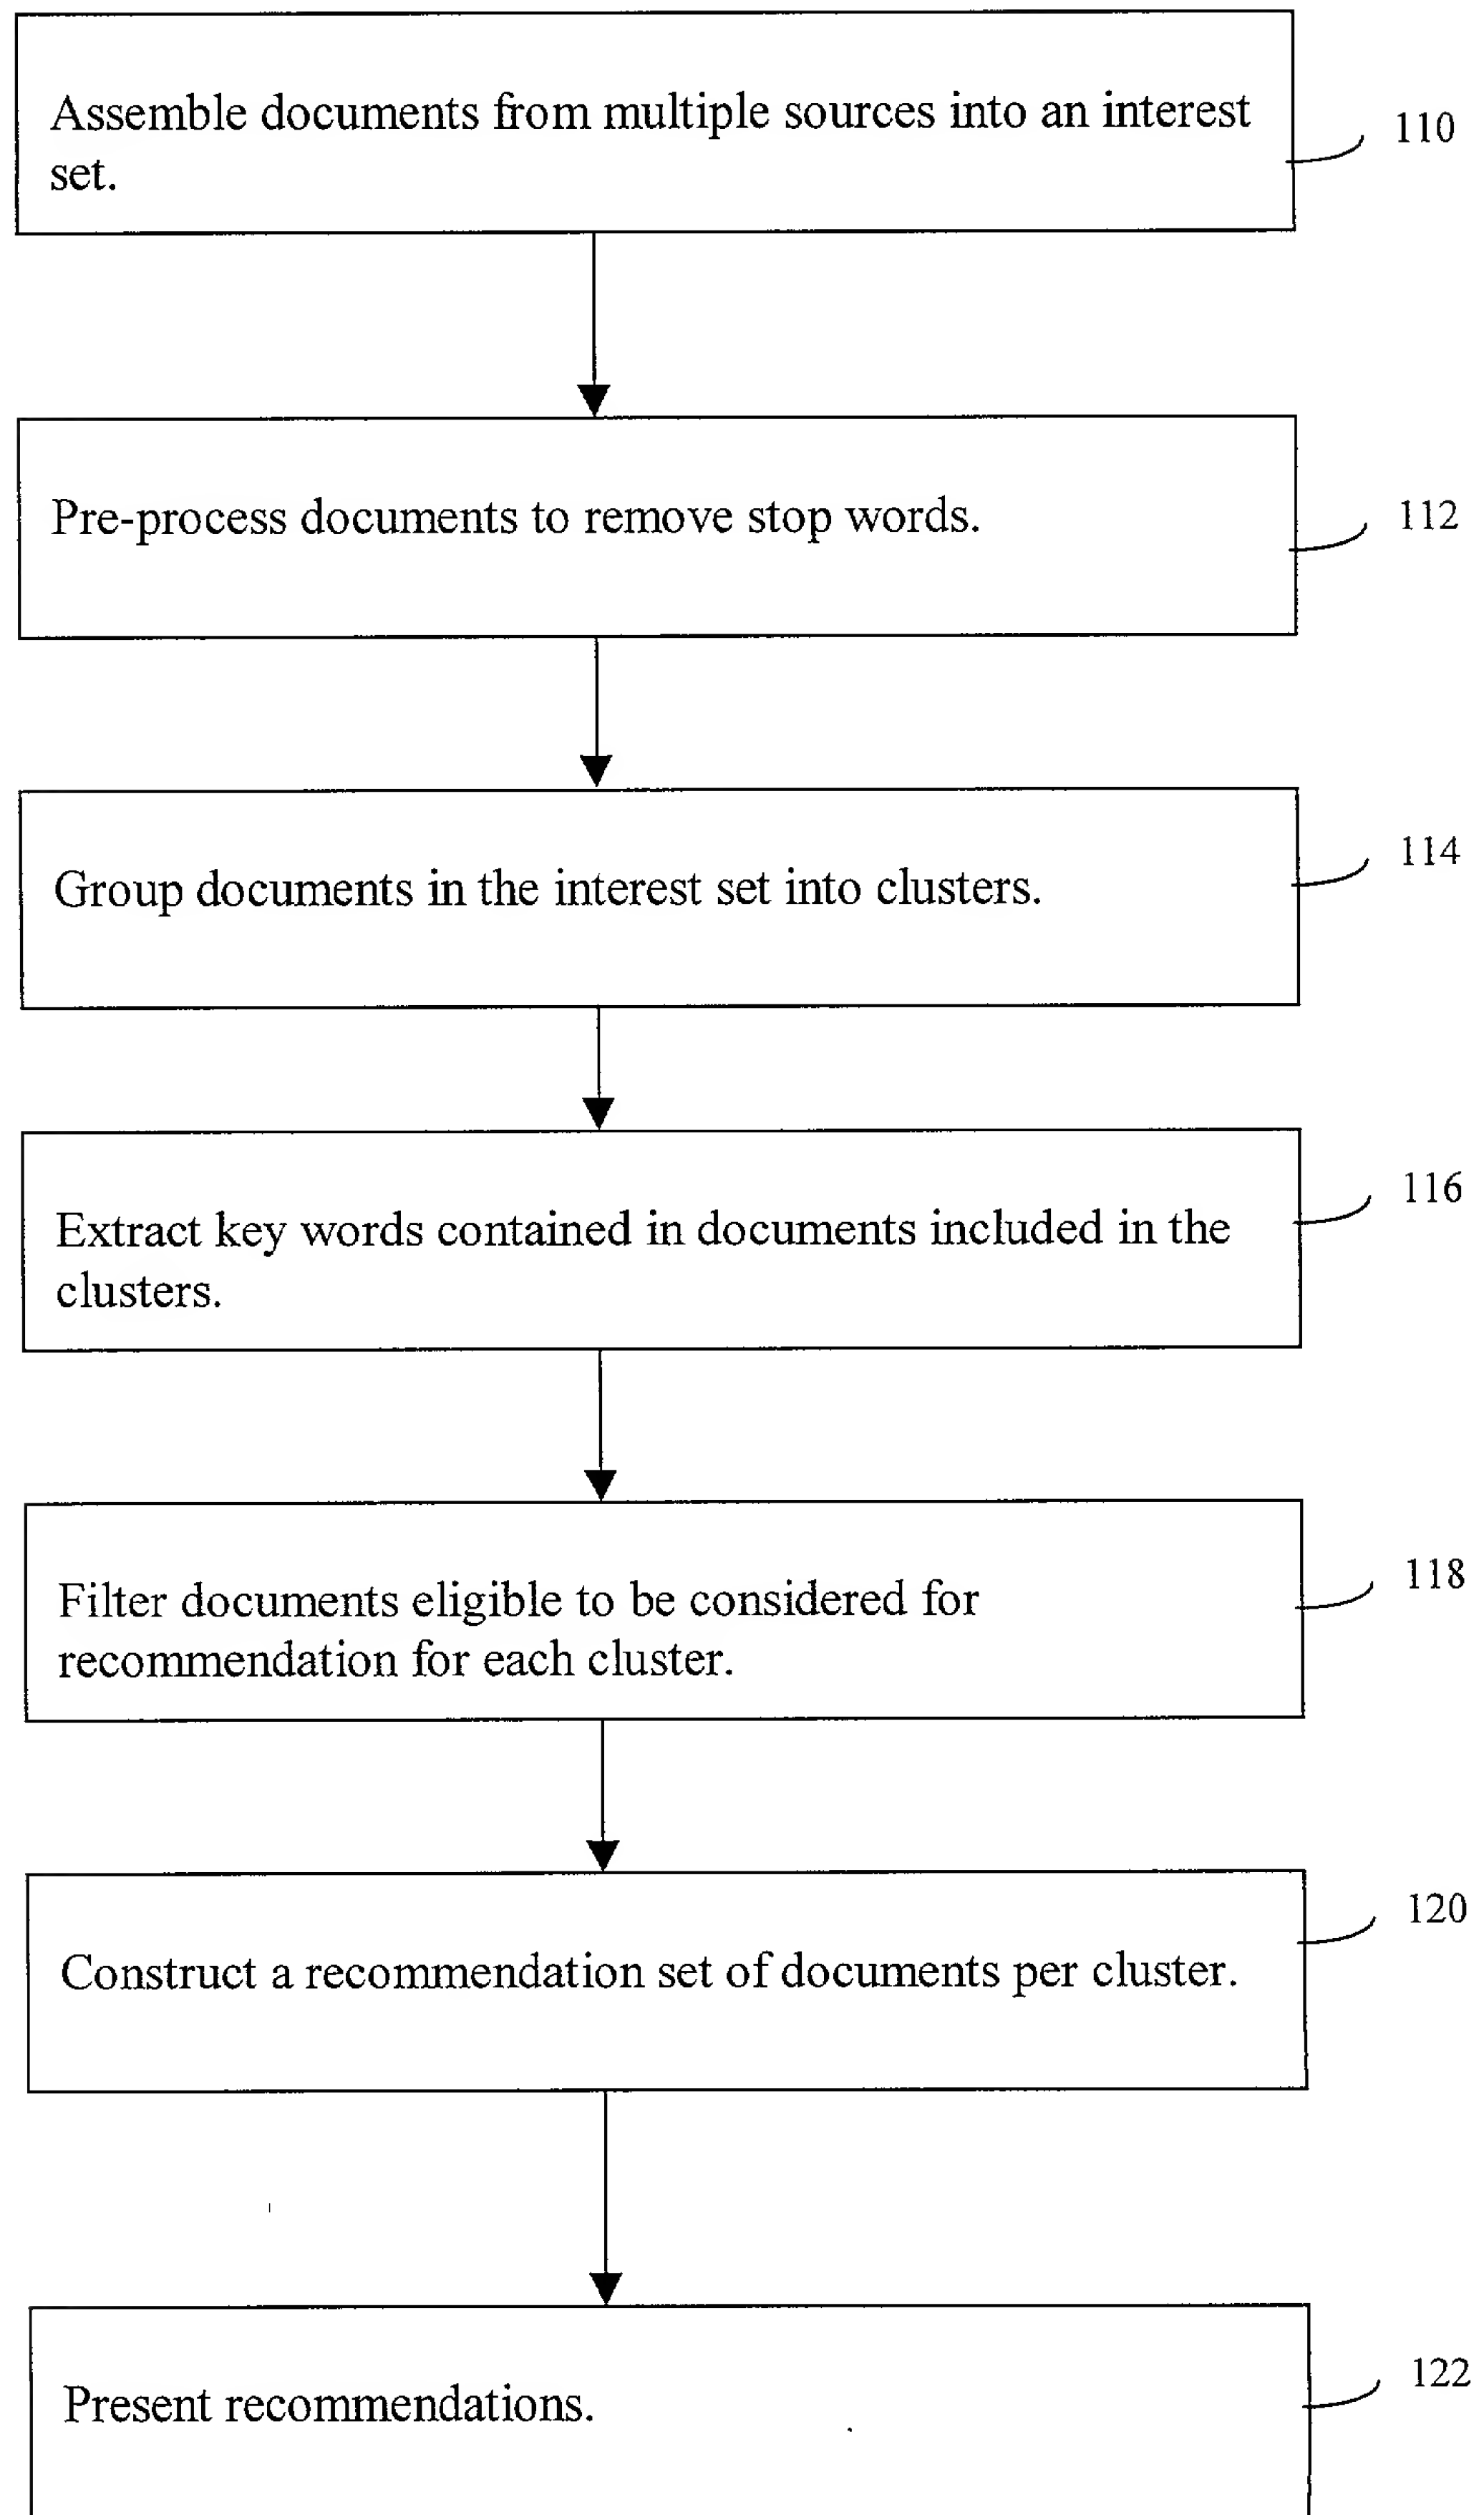 Assemble documents from multiple sources into an interest
set.
110
Pre-process documents to remove stop words.
112
Group documents in the interest set into clusters.
114
Extract key words contained in documents included in the
clusters.
116
Filter documents eligible to be considered for
recommendation for each cluster.
118
Construct a recommendation set of documents per cluster.
120
Present recommendations.
122